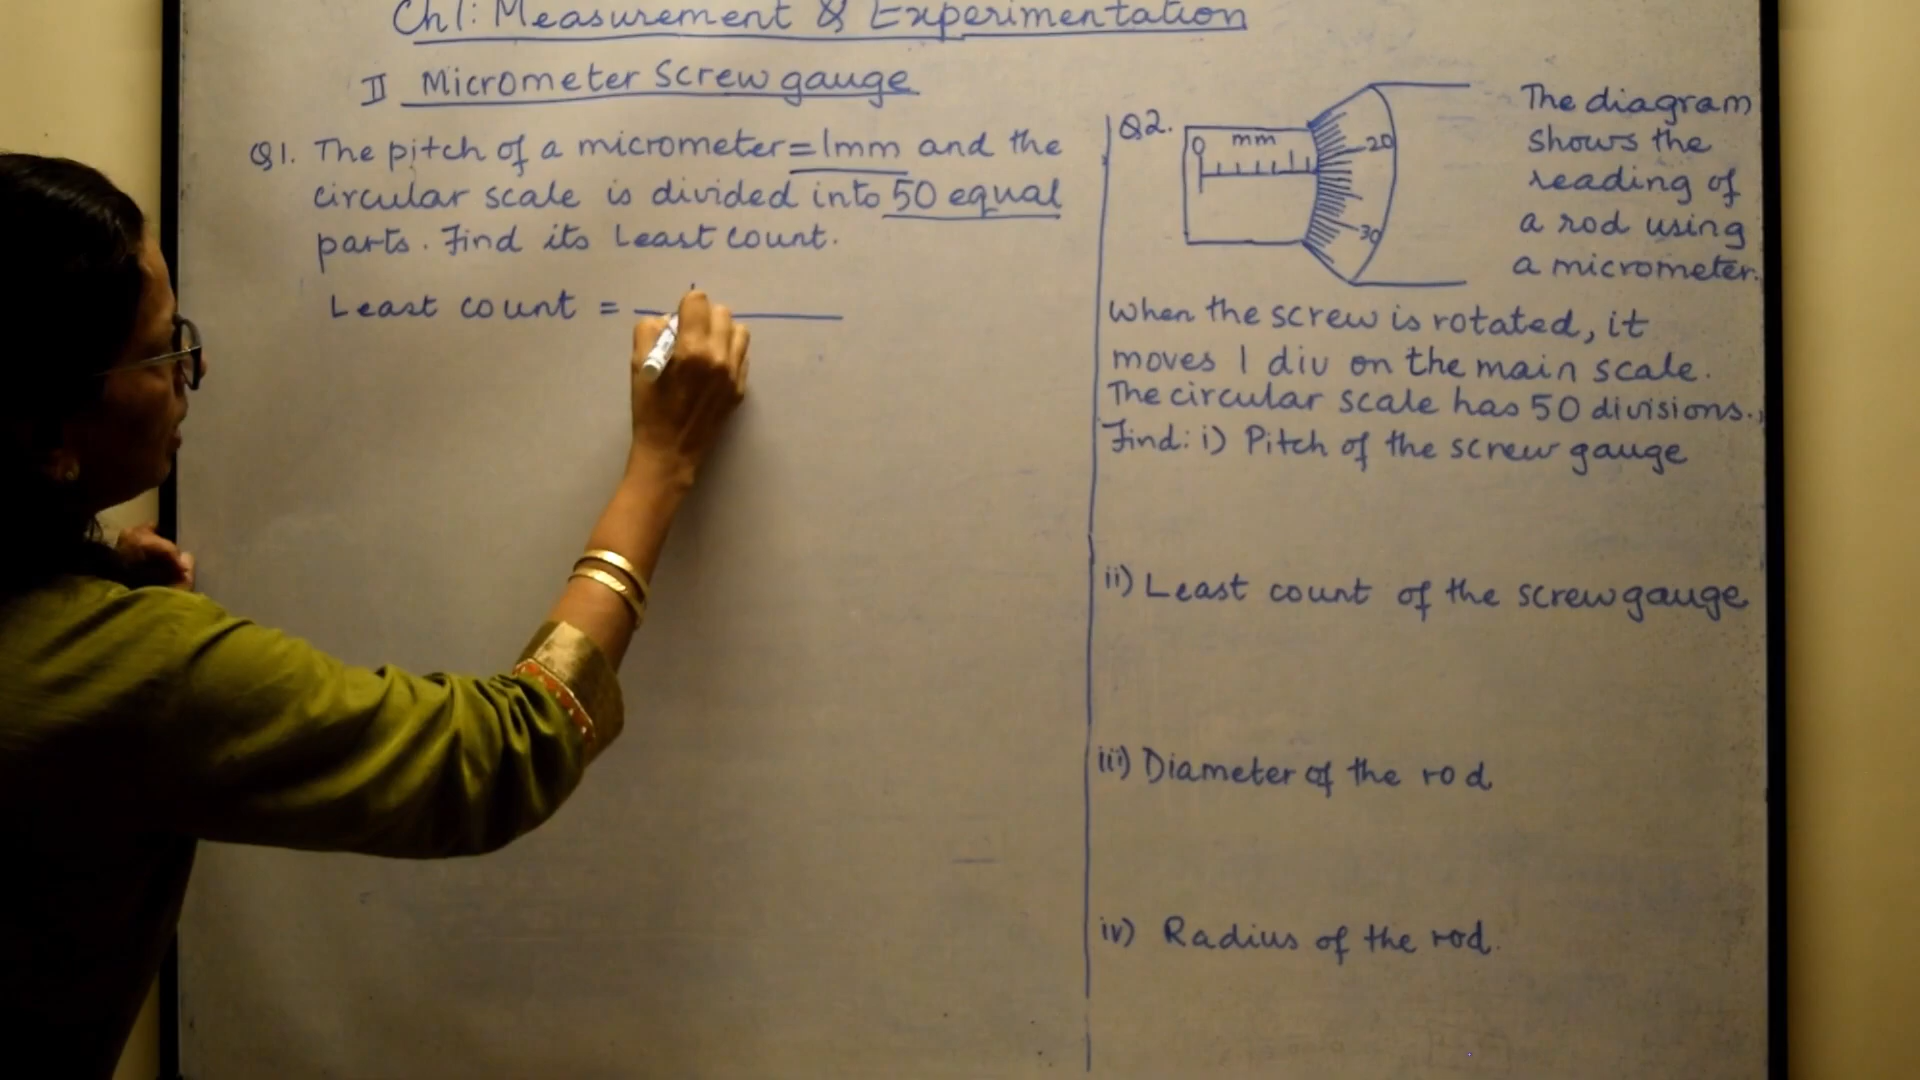 Ch1: Measurement & Experimentation
II Micrometer Screw gauge
Q1. The pitch of a micrometer = 1mm and the
circular scale is divided into 50 equal
parts. Find its Least count.
Least count =
Q2.
0 mm
20
30
The diagram
shows the
reading of
a rod using
a micrometer.
When the screw is rotated, it
moves 1 div on the main scale.
The circular scale has 50 divisions.
Find: i) Pitch of the screw gauge
ii) Least count of the screw gauge
iii) Diameter of the rod
iv) Radius of the rod.